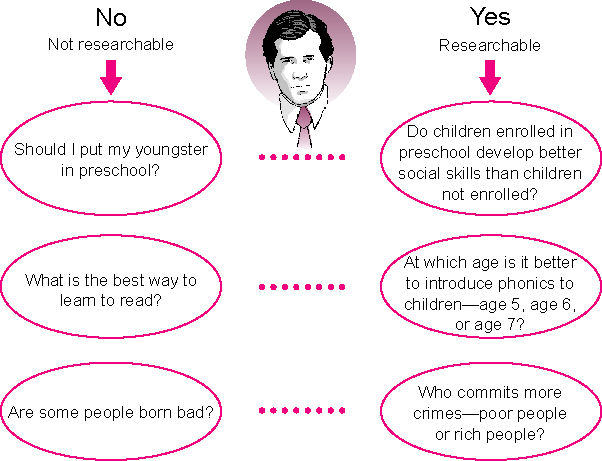 No
Not researchable
Yes
Researchable
Should I put my youngster
in preschool?
Do children enrolled in
preschool develop better
social skills than children
not enrolled?
What is the best way to
learn to read?
At which age is it better
to introduce phonics to
children—age 5, age 6,
or age 7?
Are some people born bad?
Who commits more
crimes—poor people
or rich people?